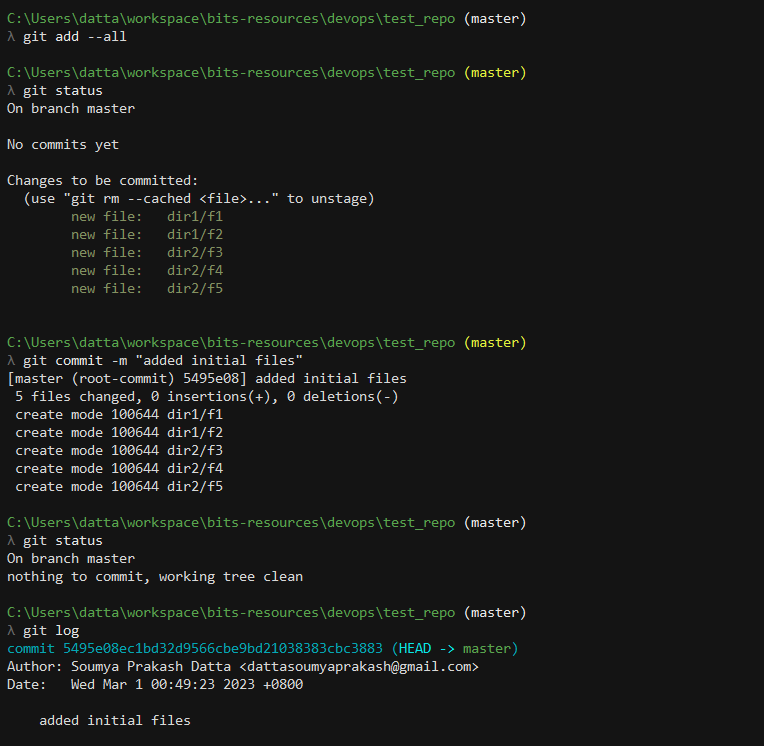 C:\Users\datta\workspace\bits-resources\devops\test_repo (master)
λ git add --all
C:\Users\datta\workspace\bits-resources\devops\test_repo (master)
λ git status
On branch master
No commits yet
Changes to be committed:
  (use "git rm --cached <file>..." to unstage)
        new file:   dir1/f1
        new file:   dir1/f2
        new file:   dir2/f3
        new file:   dir2/f4
        new file:   dir2/f5
C:\Users\datta\workspace\bits-resources\devops\test_repo (master)
λ git commit -m "added initial files"
[master (root-commit) 5495e08] added initial files
 5 files changed, 0 insertions(+), 0 deletions(-)
 create mode 100644 dir1/f1
 create mode 100644 dir1/f2
 create mode 100644 dir2/f3
 create mode 100644 dir2/f4
 create mode 100644 dir2/f5
C:\Users\datta\workspace\bits-resources\devops\test_repo (master)
λ git status
On branch master
nothing to commit, working tree clean
C:\Users\datta\workspace\bits-resources\devops\test_repo (master)
λ git log
commit 5495e08ec1bd32d9566cbe9bd21038383cbc3883 (HEAD -> master)
Author: Soumya Prakash Datta <dattasoumyaprakash@gmail.com>
Date:   Wed Mar 1 00:49:23 2023 +0800
    added initial files